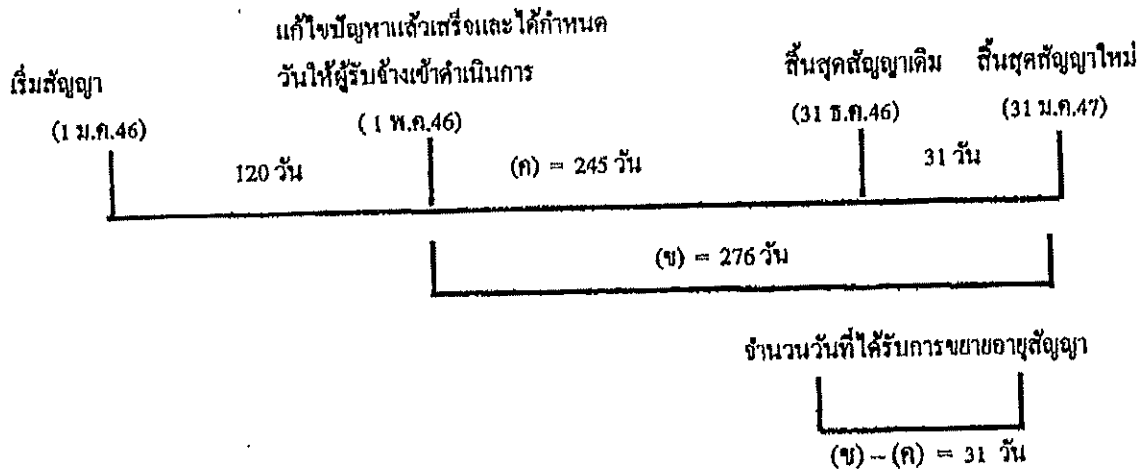 แก้ไขปัญหาแล้วเสร็จและได้กำหนด
วันให้ผู้รับจ้างเข้าดำเนินการ
เริ่มสัญญา
สิ้นสุดสัญญาเดิม
สิ้นสุดสัญญาใหม่
(1 ม.ค.46)
( 1 พ.ค.46)
(31 ธ.ค.46)
(31 ม.ค.47)
120 วัน
(ค) = 245 วัน
31 วัน
(ข) = 276 วัน
จำนวนวันที่ได้รับการขยายอายุสัญญา
(ข) – (ค) = 31 วัน